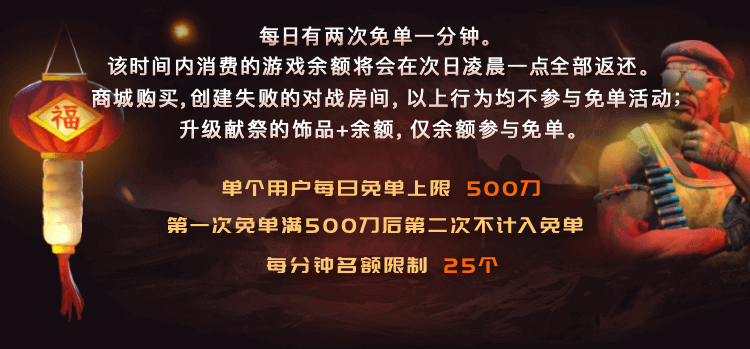 每日有两次免单一分钟。
该时间内消费的游戏余额将会在次日凌晨一点全部返还。
商城购买,创建失败的对战房间,以上行为均不参与免单活动;
升级献祭的饰品+余额,仅余额参与免单。
福
单个用户每日免单上限 500刀
第一次免单满500刀后第二次不计入免单
每分钟名额限制 25个